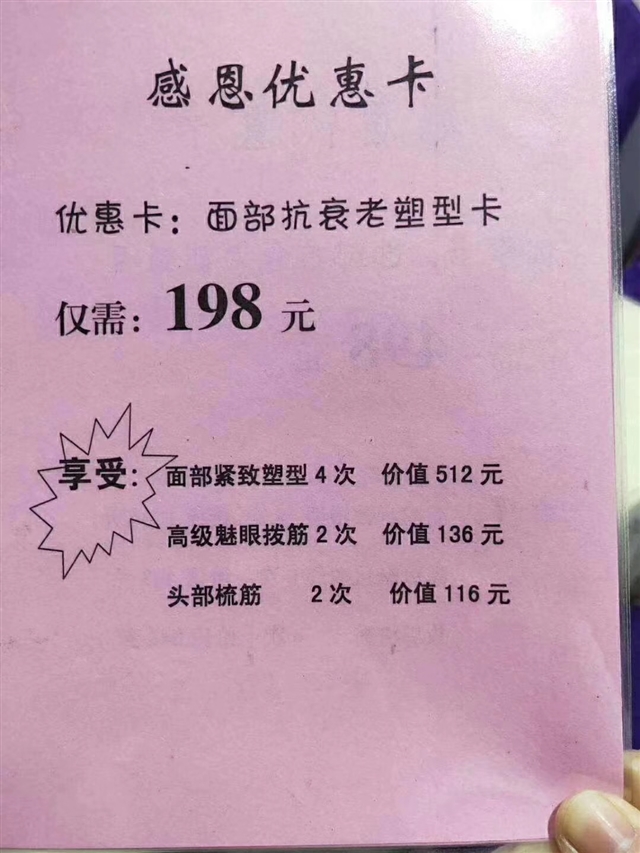 感恩优惠卡
优惠卡：面部抗衰老塑型卡
仅需：198 元
享受：面部紧致塑型 4 次 价值 512 元
高级魅眼拨筋 2 次 价值 136 元
头部梳筋 2 次 价值 116 元